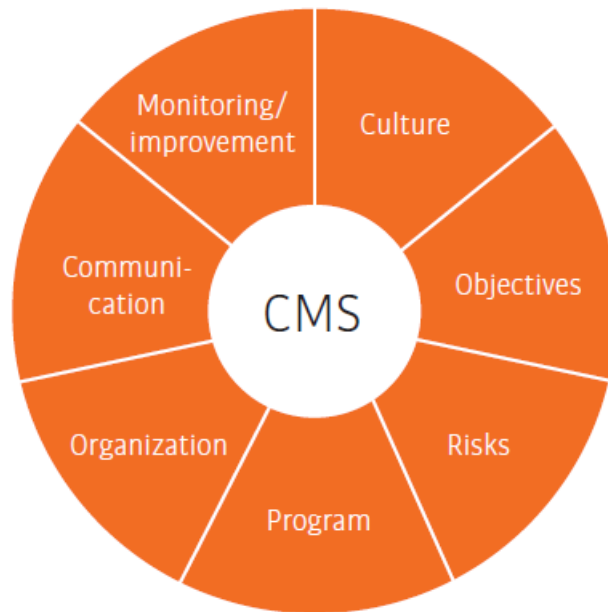 Monitoring/
improvement
Culture
Communi-
cation
Objectives
CMS
Organization
Risks
Program